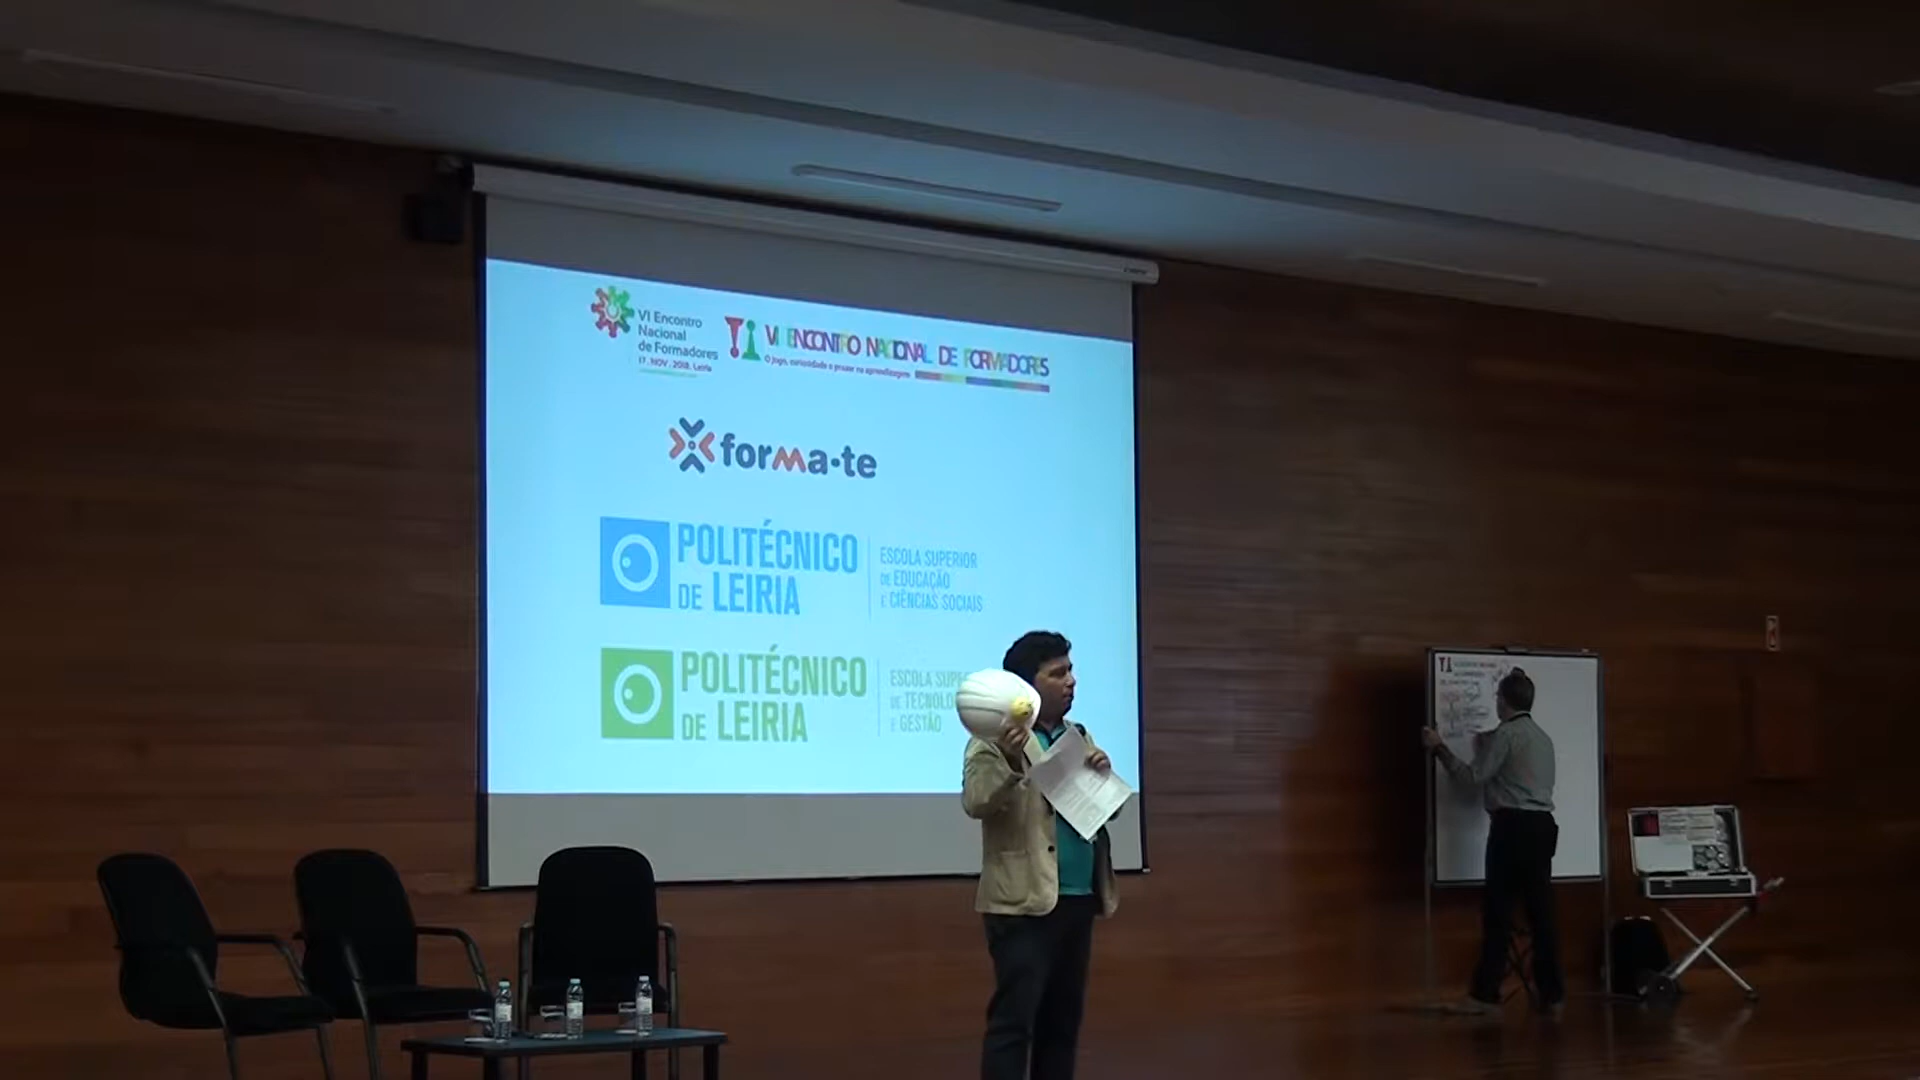 VI Encontro
Nacional
de Formadores
17. NOV. 2018. Leiria
VI ENCONTRO NACIONAL DE FORMADORES
O jogo, curiosidade e prazer na aprendizagem
forma-te
POLITÉCNICO
DE LEIRIA
ESCOLA SUPERIOR
DE EDUCAÇÃO
E CIÊNCIAS SOCIAIS
POLITÉCNICO
DE LEIRIA
ESCOLA SUPE
DE TECNOLO
E GESTÃO